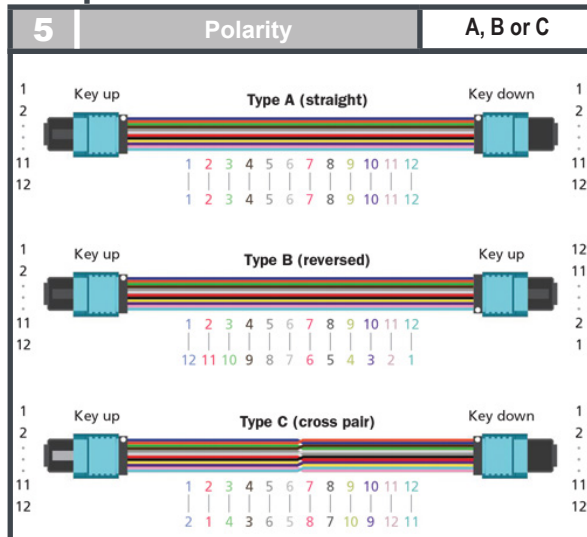 5 Polarity A, B or C
1 Key up Type A (straight) Key down 1
2 2
11 1 2 3 4 5 6 7 8 9 10 11 12 11
12 1 2 3 4 5 6 7 8 9 10 11 12 12
1 Key up Type B (reversed) Key up 12
2 11
11 1 2 3 4 5 6 7 8 9 10 11 12 2
12 12 11 10 9 8 7 6 5 4 3 2 1 1
1 Key up Type C (cross pair) Key down 1
2 2
11 1 2 3 4 5 6 7 8 9 10 11 12 11
12 2 1 4 3 6 5 8 7 10 9 12 11 12